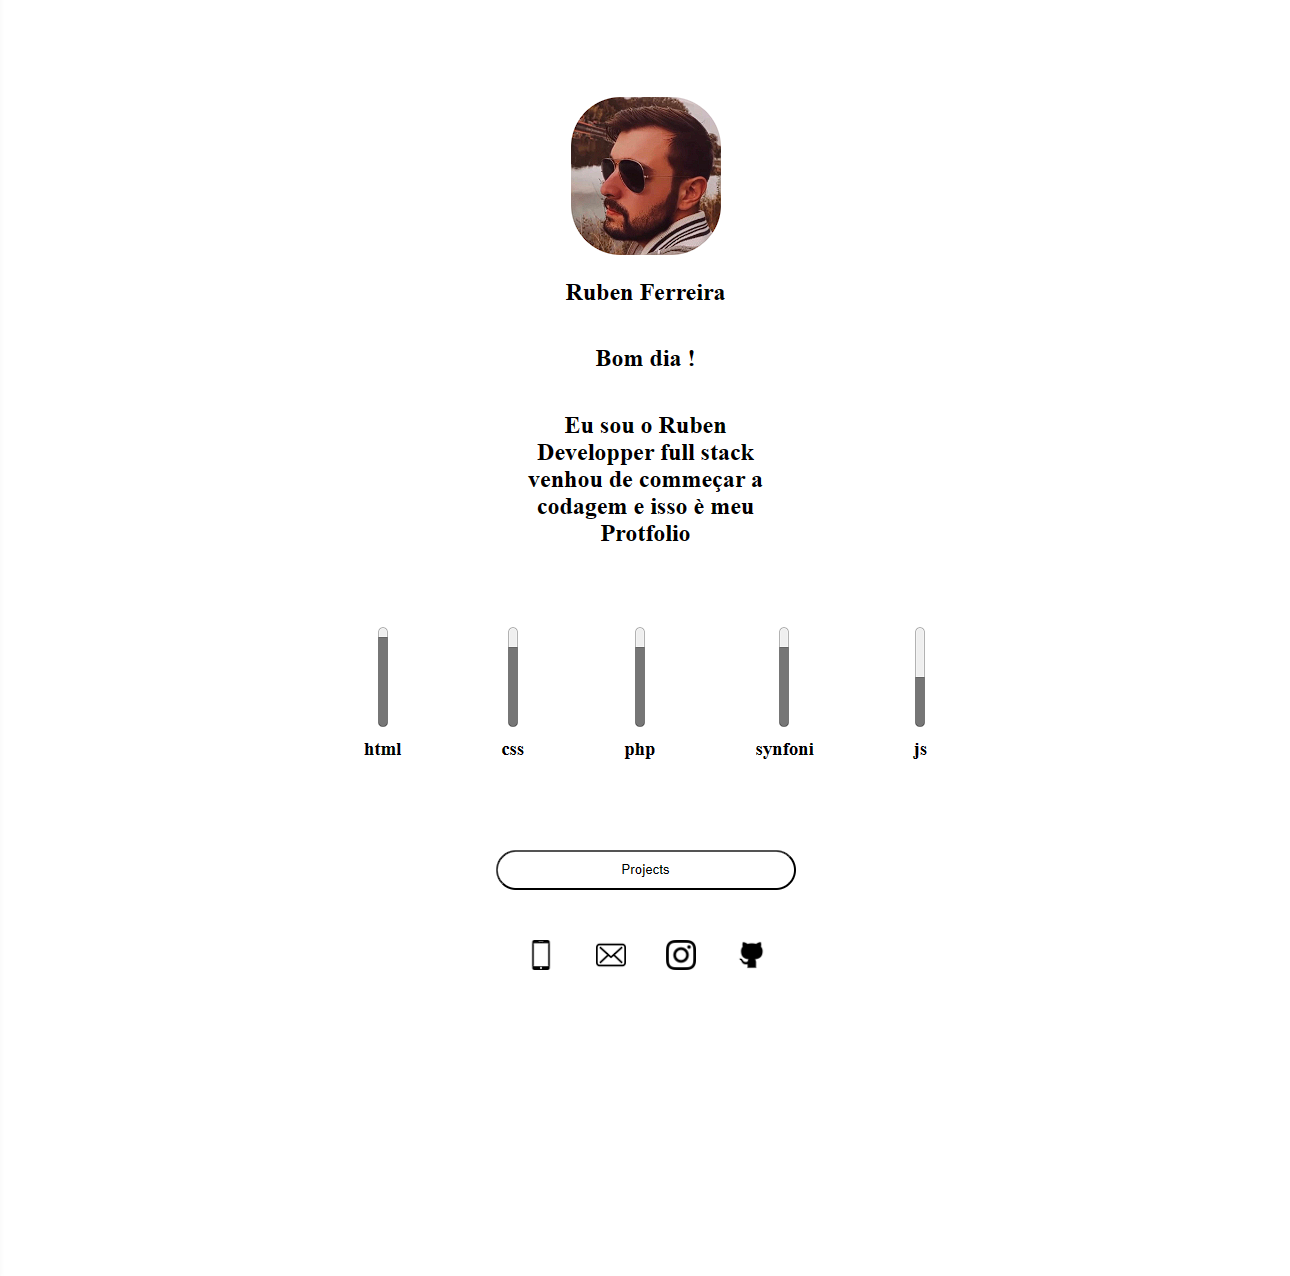 Ruben Ferreira
Bom dia !
Eu sou o Ruben
Developper full stack
venhou de commeçar a
codagem e isso è meu
Protfolio
html css php synfoni js
Projects